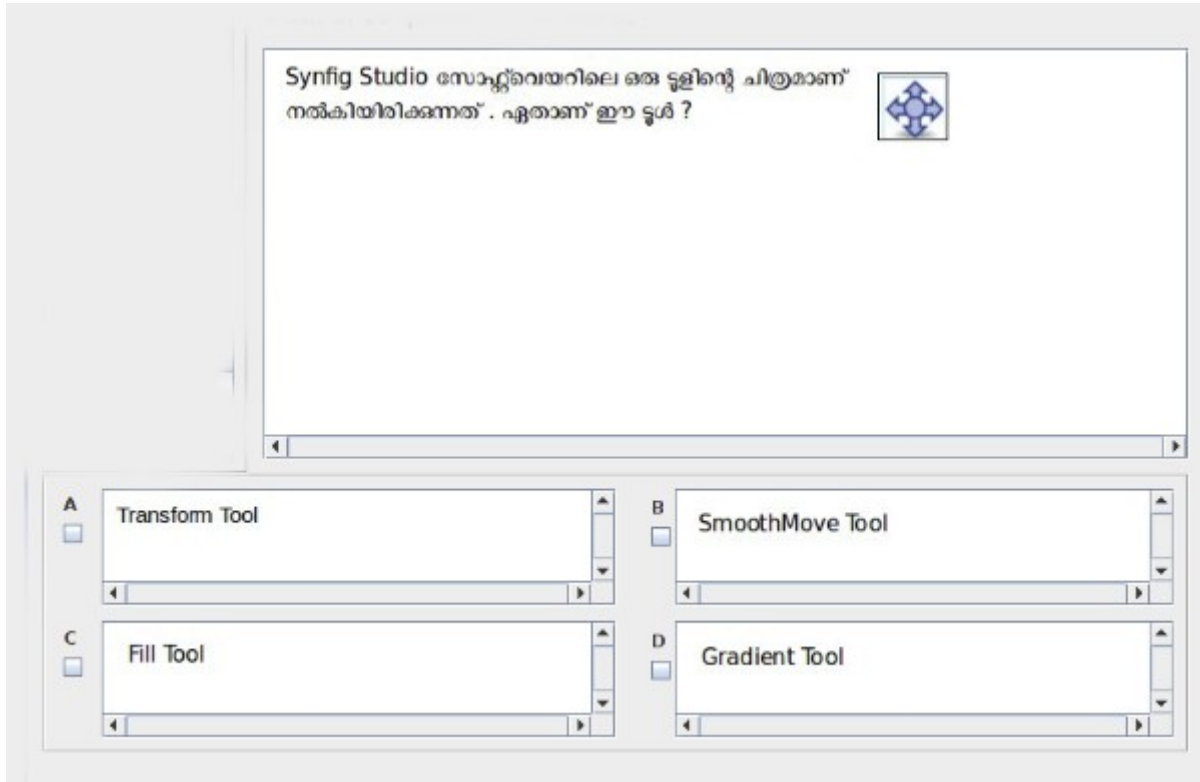 Synfig Studio സോഫ്റ്റ്‌വെയറിലെ ഒരു ടൂളിന്റെ ചിത്രമാണ്
നൽകിയിരിക്കുന്നത് . ഏതാണ് ഈ ടൂൾ ?
A
Transform Tool
B
SmoothMove Tool
C
Fill Tool
D
Gradient Tool